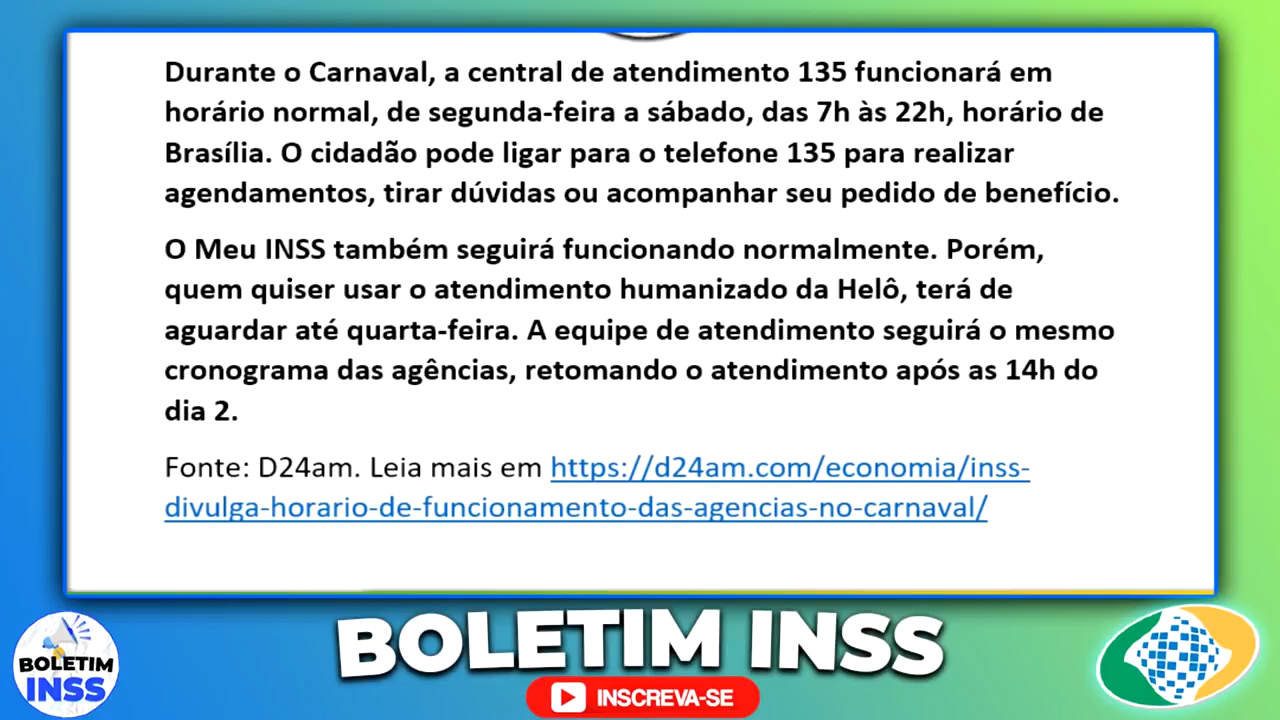 Durante o Carnaval, a central de atendimento 135 funcionará em
horário normal, de segunda-feira a sábado, das 7h às 22h, horário de
Brasília. O cidadão pode ligar para o telefone 135 para realizar
agendamentos, tirar dúvidas ou acompanhar seu pedido de benefício.
O Meu INSS também seguirá funcionando normalmente. Porém,
quem quiser usar o atendimento humanizado da Helô, terá de
aguardar até quarta-feira. A equipe de atendimento seguirá o mesmo
cronograma das agências, retomando o atendimento após as 14h do
dia 2.
Fonte: D24am. Leia mais em https://d24am.com/economia/inss-
divulga-horario-de-funcionamento-das-agencias-no-carnaval/
BOLETIM INSS
INSCREVA-SE
BOLETIM
INSS